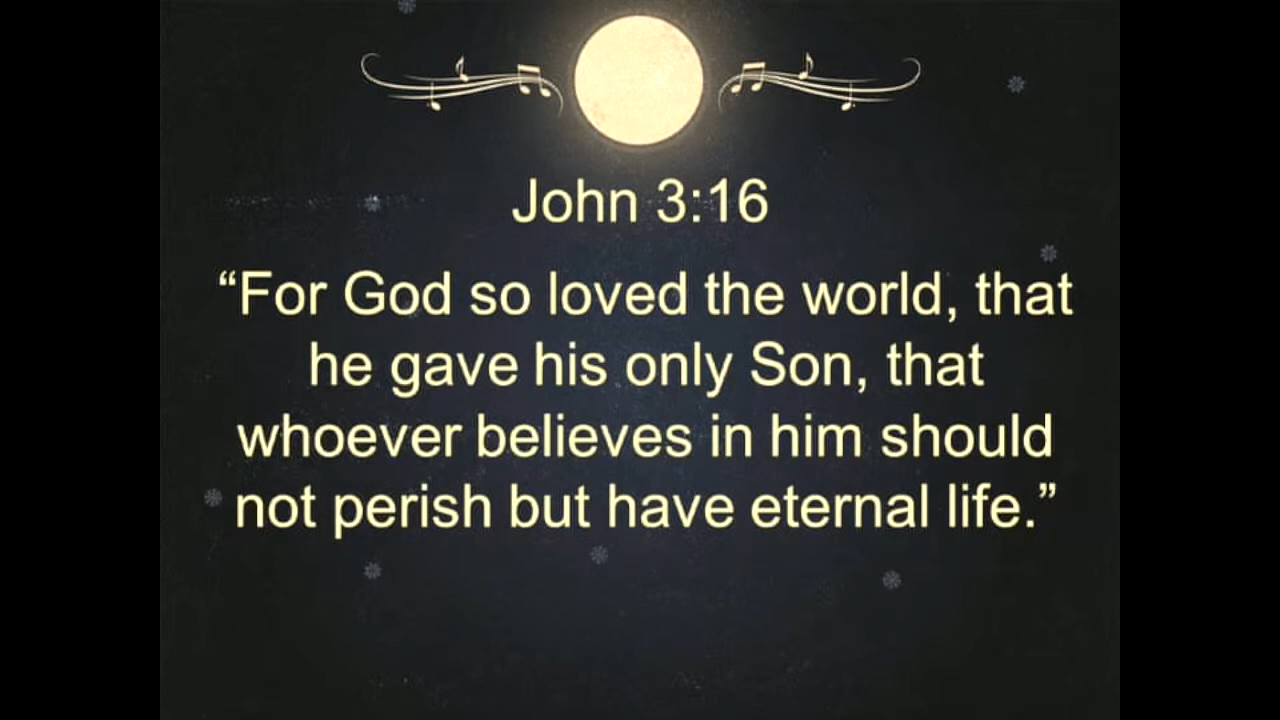 John 3:16
“For God so loved the world, that
he gave his only Son, that
whoever believes in him should
not perish but have eternal life.”